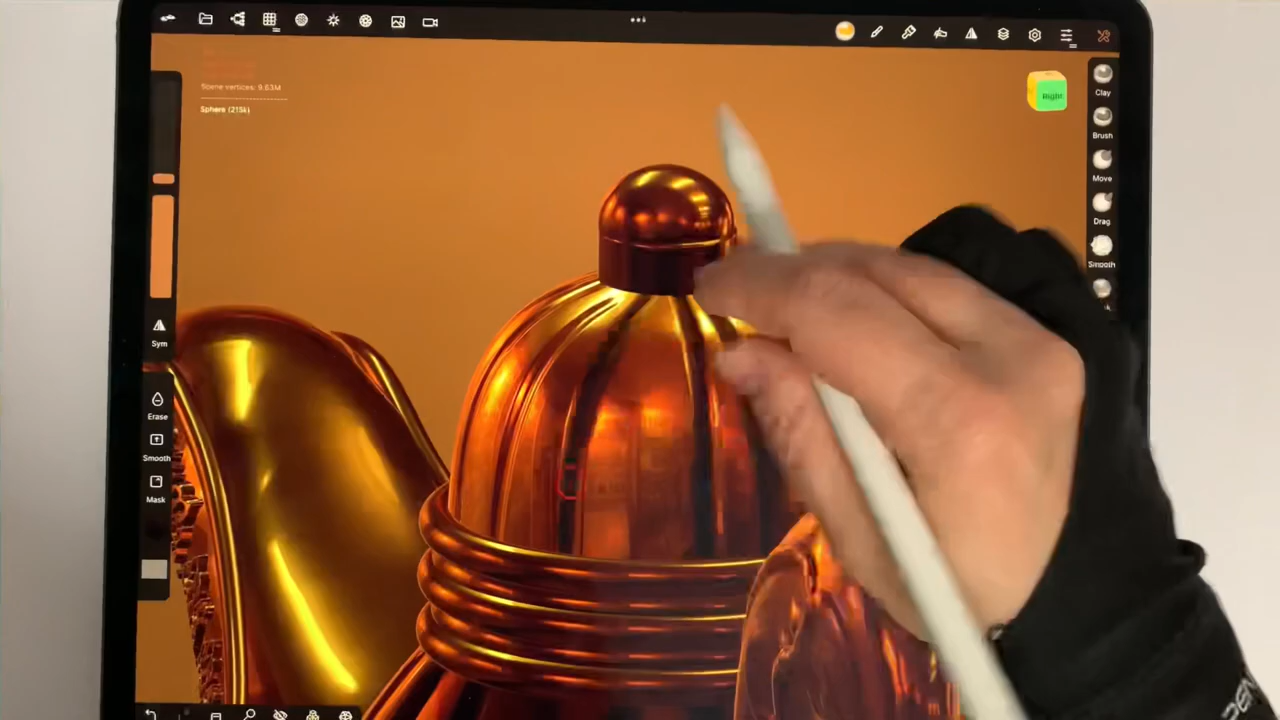 Scene vertices: 9.63M
Sphere (215k)
Right
Clay
Brush
Move
Drag
Smooth
Sym
Erase
Smooth
Mask